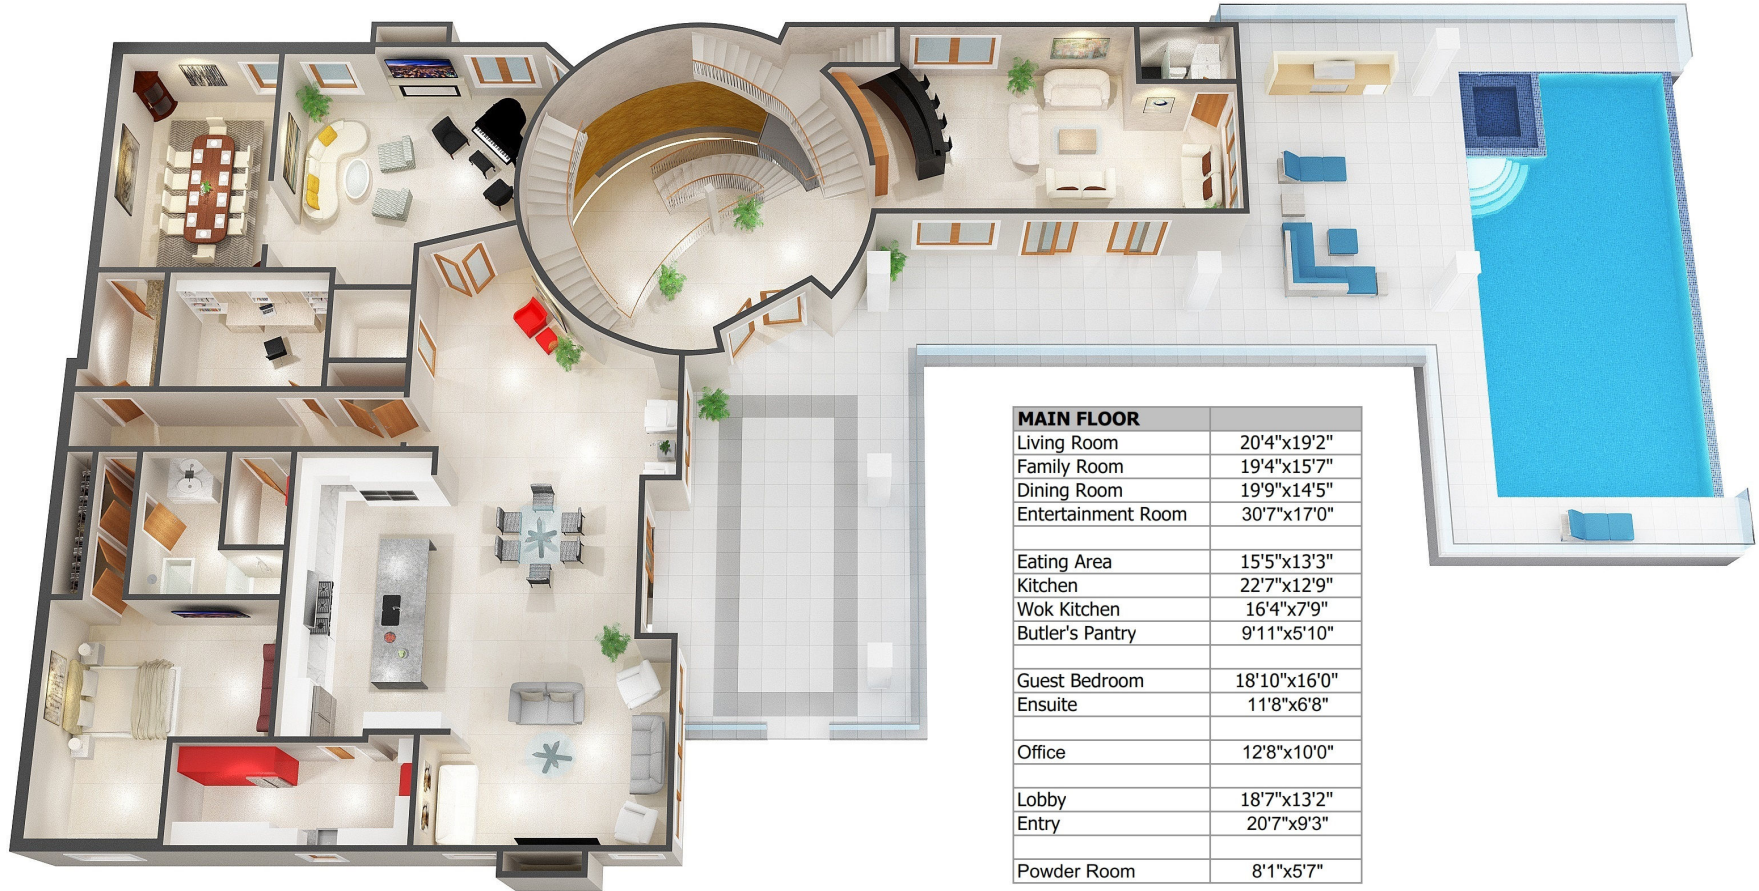 MAIN FLOOR
Living Room 20'4"x19'2"
Family Room 19'4"x15'7"
Dining Room 19'9"x14'5"
Entertainment Room 30'7"x17'0"
Eating Area 15'5"x13'3"
Kitchen 22'7"x12'9"
Wok Kitchen 16'4"x7'9"
Butler's Pantry 9'11"x5'10"
Guest Bedroom 18'10"x16'0"
Ensuite 11'8"x6'8"
Office 12'8"x10'0"
Lobby 18'7"x13'2"
Entry 20'7"x9'3"
Powder Room 8'1"x5'7"